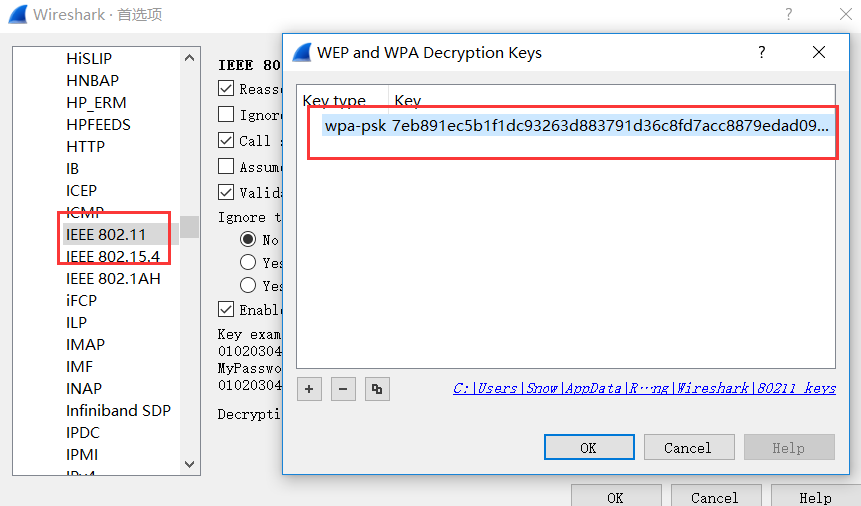 Wireshark · 首选项
HiSLIP
HNBAP
HP_ERM
HPFEEDS
HTTP
IB
ICEP
ICMP
IEEE 802.11
IEEE 802.15.4
IEEE 802.1AH
iFCP
ILP
IMAP
IMF
INAP
Infiniband SDP
IPDC
IPMI
IPv4
IEEE 80
Reass
Ignor
Call
Assum
Valid
Ignore t
No
Yes
Yes
Enabl
Key exam
01020304
MyPasswo
01020304
Decrypti
WEP and WPA Decryption Keys
?
Key type Key
wpa-psk 7eb891ec5b1f1dc93263d883791d36c8fd7acc8879edad09...
+ −
C:|Users|Snow|AppData|R···ng|Wireshark|80211 keys
OK Cancel Help
OK Cancel Help